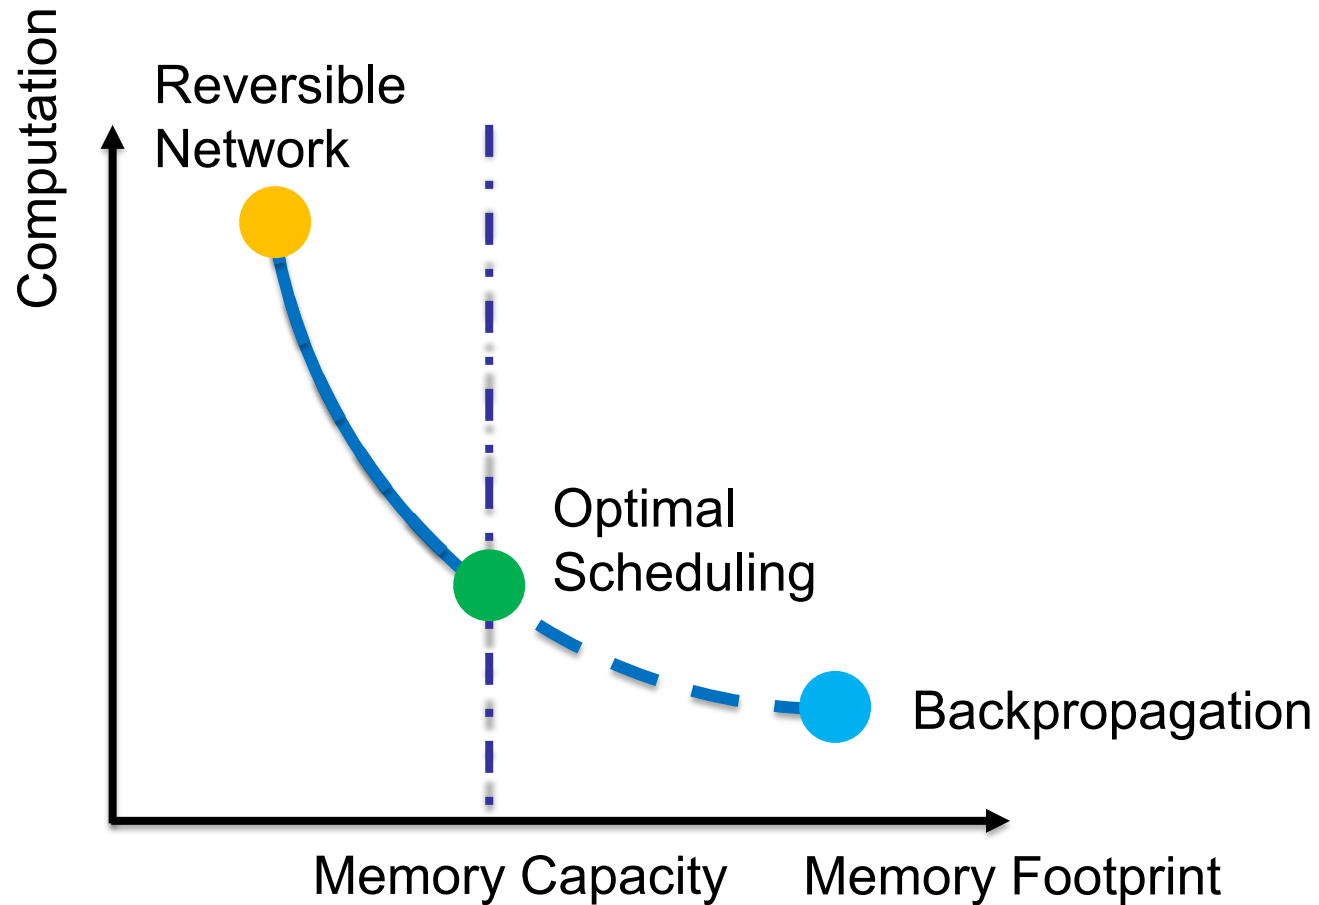 Computation
Reversible
Network
Optimal
Scheduling
Backpropagation
Memory Capacity
Memory Footprint